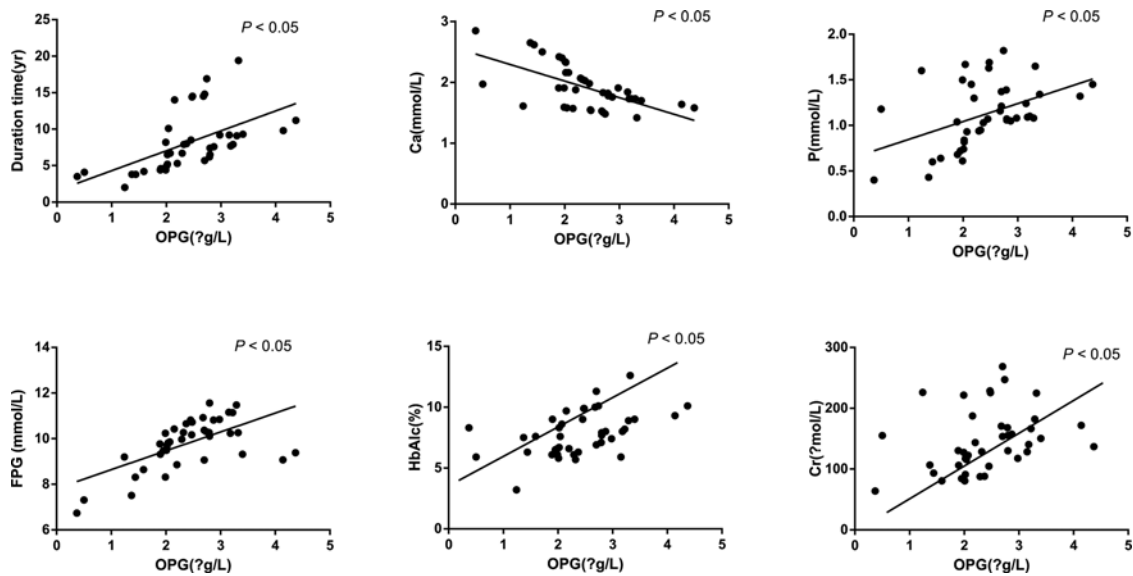 P < 0.05
Duration time(yr)
25
20
15
10
5
0
0 1 2 3 4 5
OPG(?g/L)
P < 0.05
Ca(mmol/L)
3
2
1
0
0 1 2 3 4 5
OPG(?g/L)
P < 0.05
P(mmol/L)
2.0
1.5
1.0
0.5
0.0
0 1 2 3 4 5
OPG(?g/L)
P < 0.05
FPG (mmol/L)
14
12
10
8
6
0 1 2 3 4 5
OPG(?g/L)
P < 0.05
HbAlc(%)
15
10
5
0
0 1 2 3 4 5
OPG(?g/L)
P < 0.05
Cr(?mol/L)
300
200
100
0
0 1 2 3 4 5
OPG(?g/L)